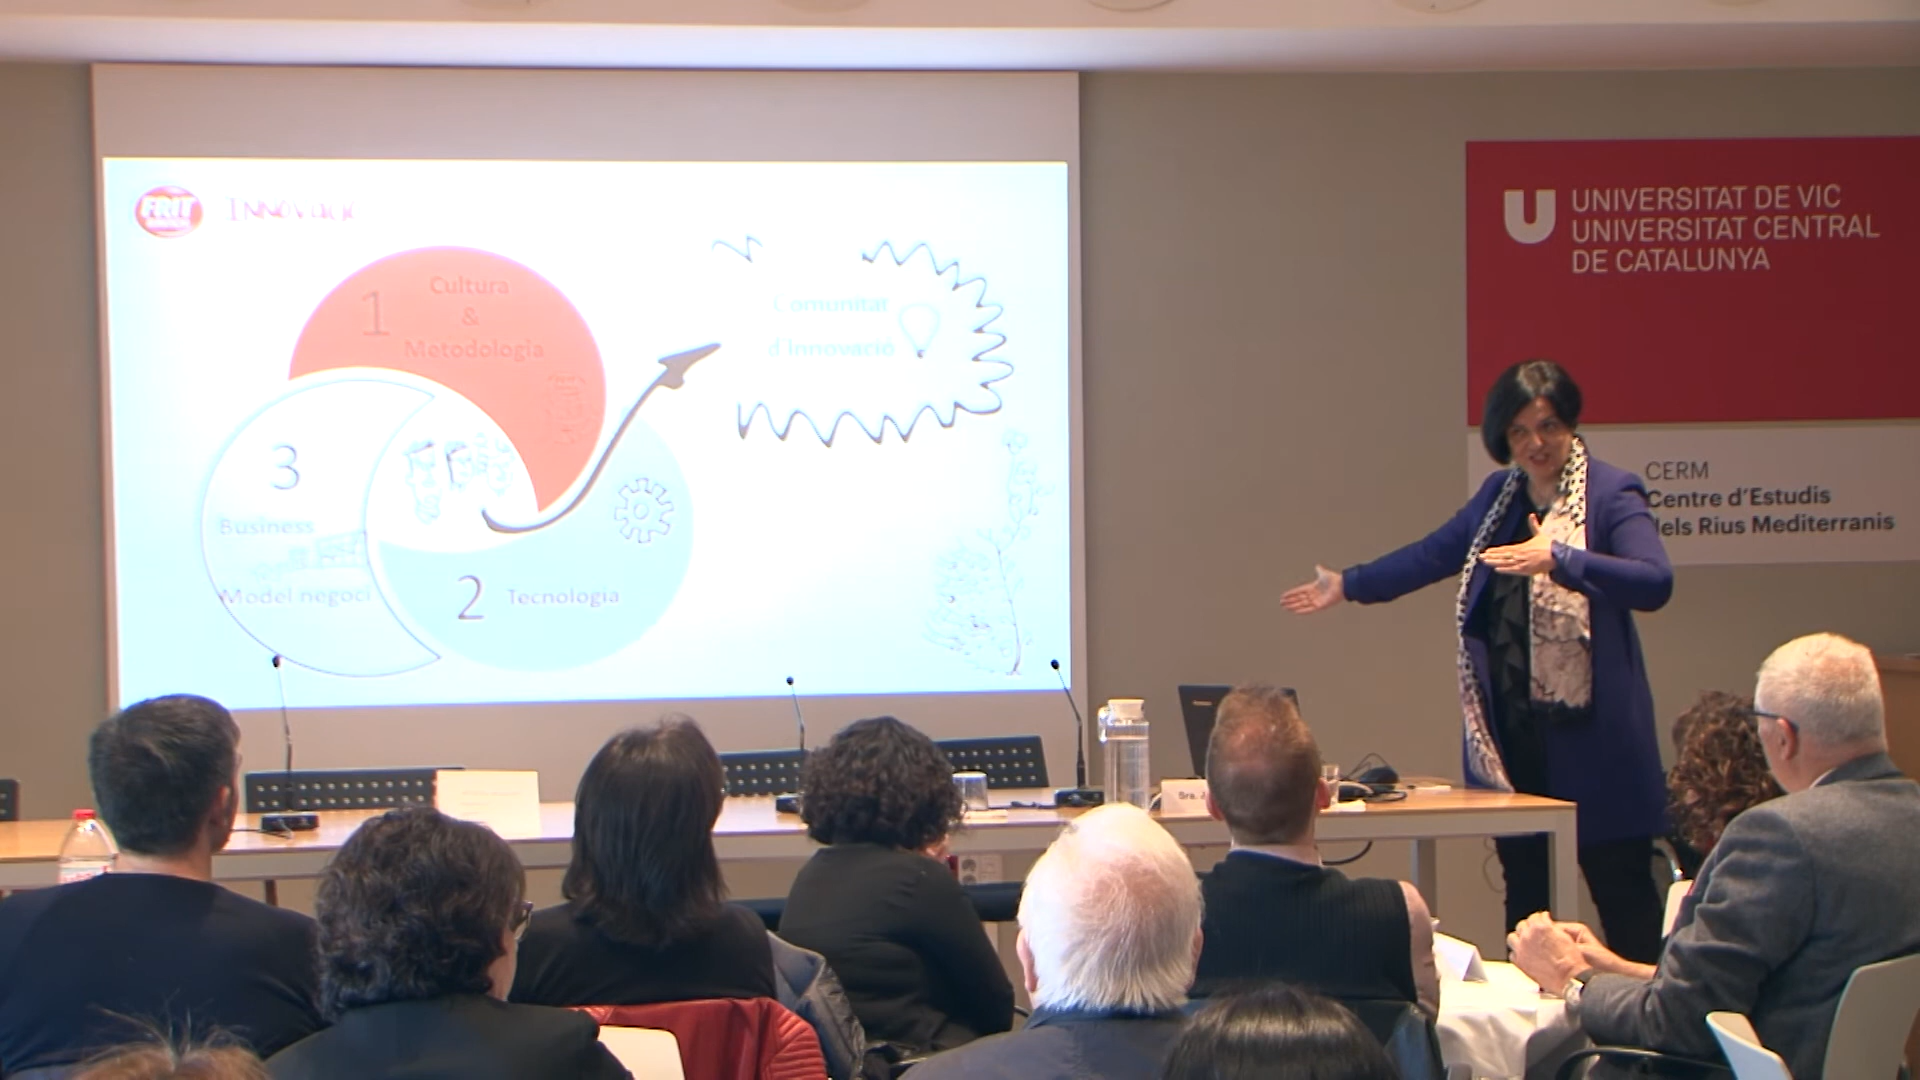 FRIT
1
Cultura
&
Metodologia
Comunitat
d'Innovació
3
Business
Model negoci
2
Tecnologia
UNIVERSITAT DE VIC
UNIVERSITAT CENTRAL
DE CATALUNYA
CERM
Centre d'Estudis
dels Rius Mediterranis
Sra.